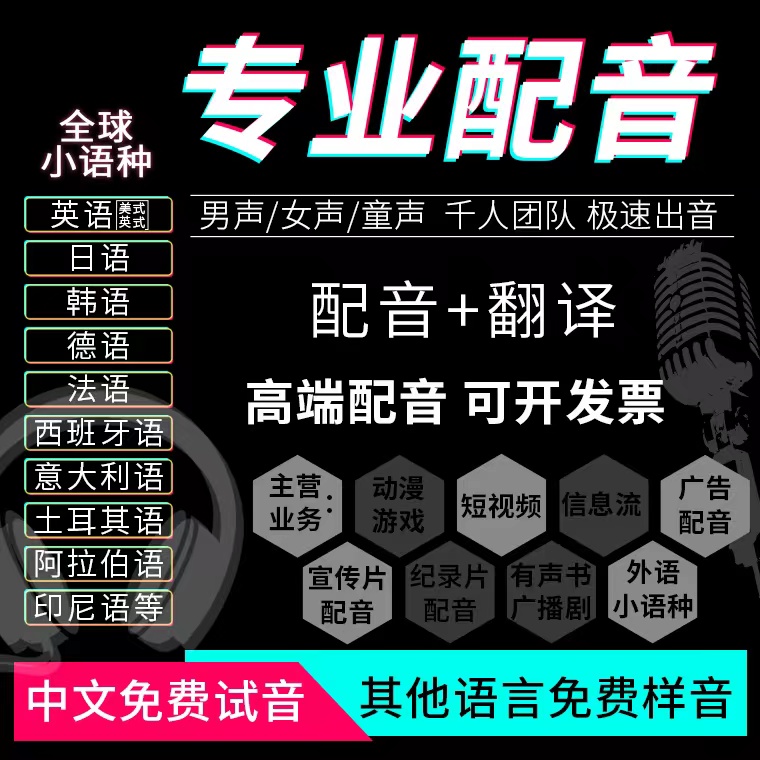 专业配音
全球
小语种
英语美式英式
日语
韩语
德语
法语
西班牙语
意大利语
土耳其语
阿拉伯语
印尼语等
男声/女声/童声 千人团队 极速出音
配音+翻译
高端配音 可开发票
主营
业务：
动漫
游戏
短视频
信息流
广告
配音
宣传片
配音
纪录片
配音
有声书
广播剧
外语
小语种
中文免费试音
其他语言免费样音